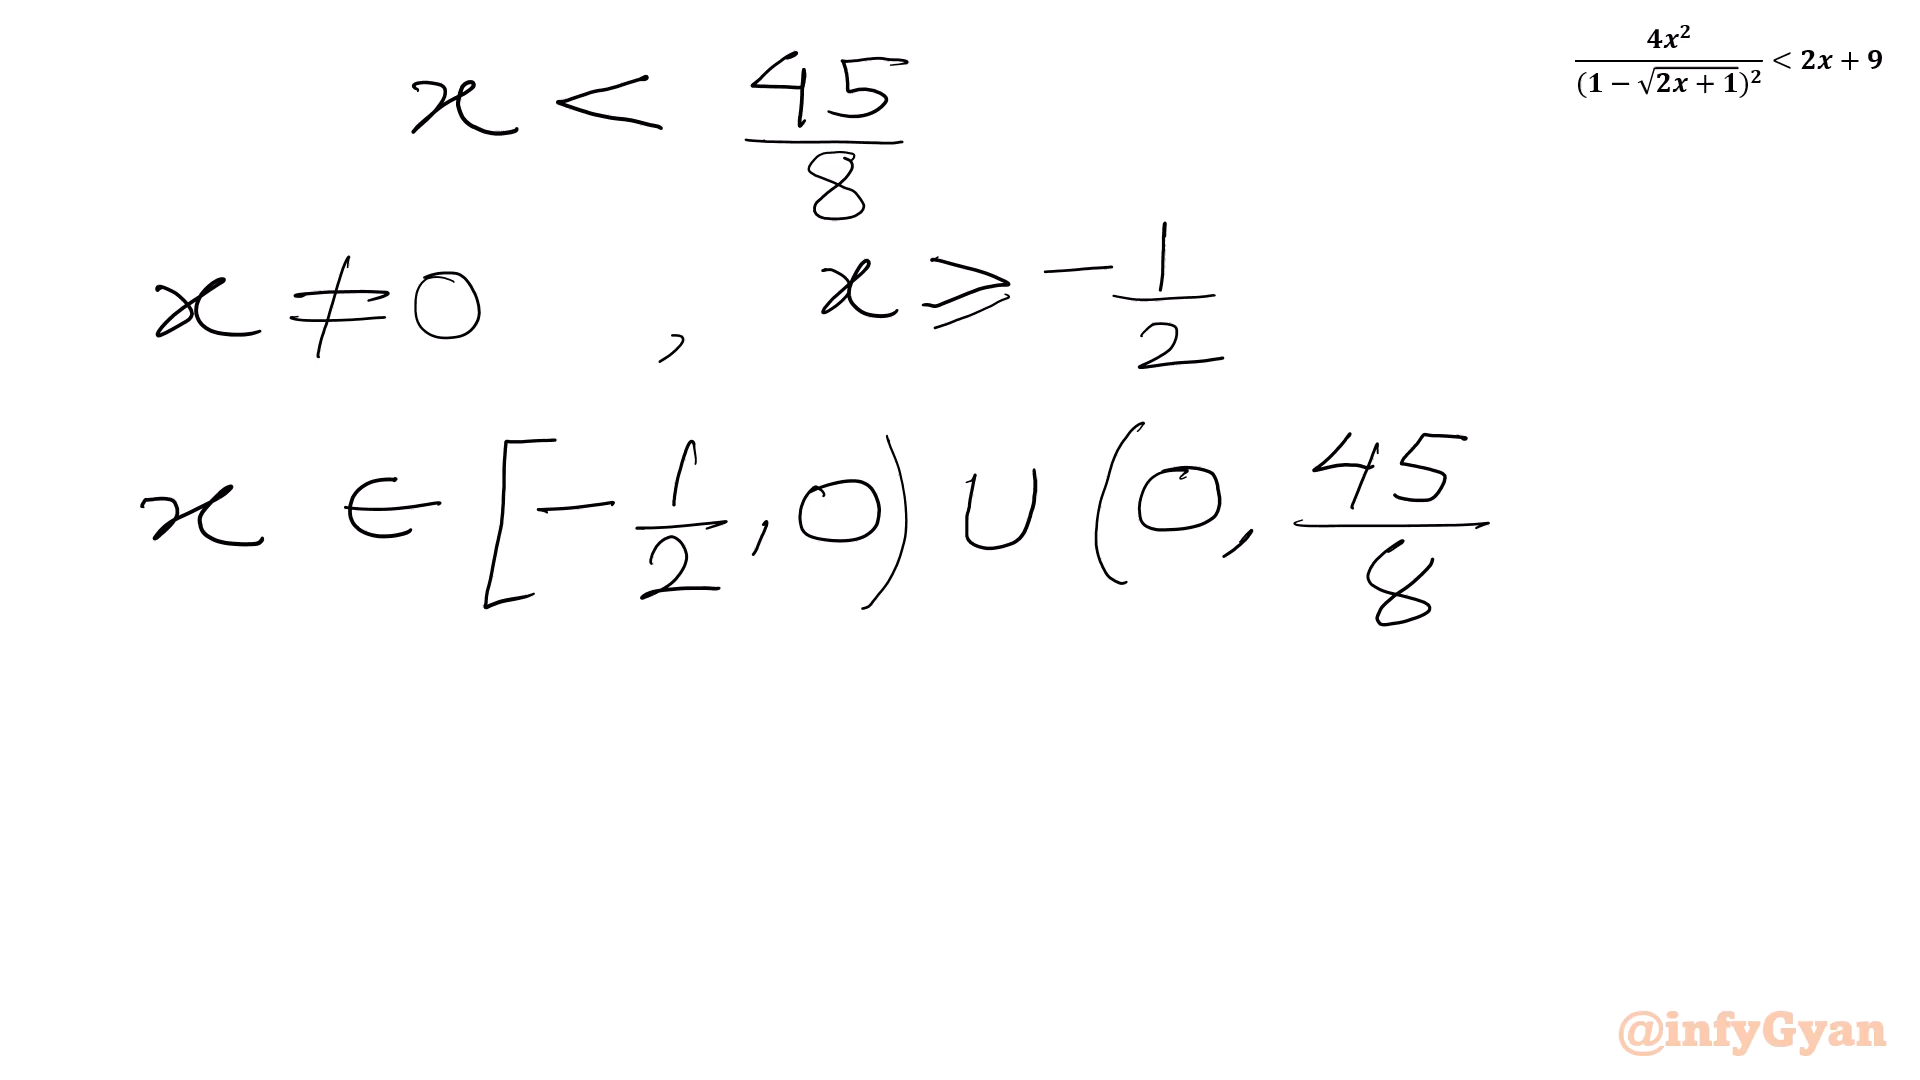 x < 45/8
4x²/(1 − √(2x + 1))² < 2x + 9
x ≠ 0 , x ⩾ −1/2
x ∈ [−1/2, 0) ∪ (0, 45/8
@infyGyan